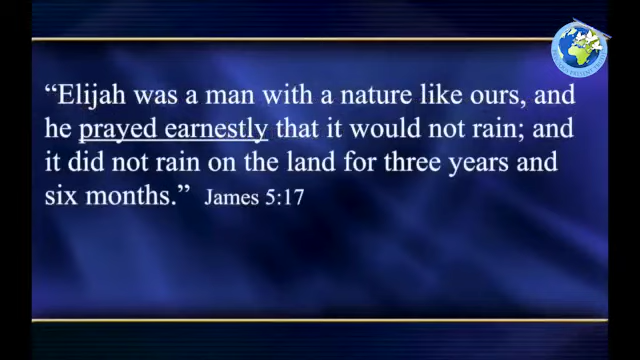 “Elijah was a man with a nature like ours, and
he prayed earnestly that it would not rain; and
it did not rain on the land for three years and
six months.” James 5:17